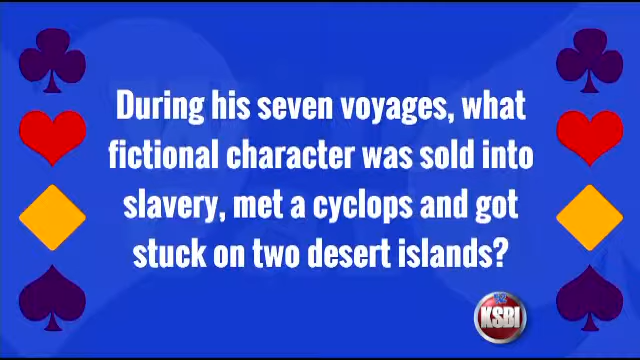 During his seven voyages, what
fictional character was sold into
slavery, met a cyclops and got
stuck on two desert islands?
KSBI